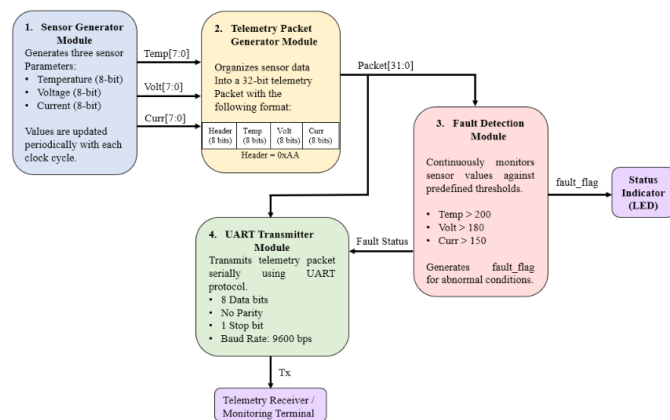 1. Sensor Generator
Module
Generates three sensor
Parameters:
• Temperature (8-bit)
• Voltage (8-bit)
• Current (8-bit)
Values are updated
periodically with each
clock cycle.
Temp[7:0]
Volt[7:0]
Curr[7:0]
2. Telemetry Packet
Generator Module
Organizes sensor data
Into a 32-bit telemetry
Packet with the
following format:
Header Temp Volt Curr
(8 bits) (8 bits) (8 bits) (8 bits)
Header = 0xAA
Packet[31:0]
3. Fault Detection
Module
Continuously monitors
sensor values against
predefined thresholds.
• Temp > 200
• Volt > 180
• Curr > 150
Generates fault_flag
for abnormal conditions.
fault_flag
Status
Indicator
(LED)
Fault Status
4. UART Transmitter
Module
Transmits telemetry packet
serially using UART
protocol.
• 8 Data bits
• No Parity
• 1 Stop bit
• Baud Rate: 9600 bps
Tx
Telemetry Receiver /
Monitoring Terminal